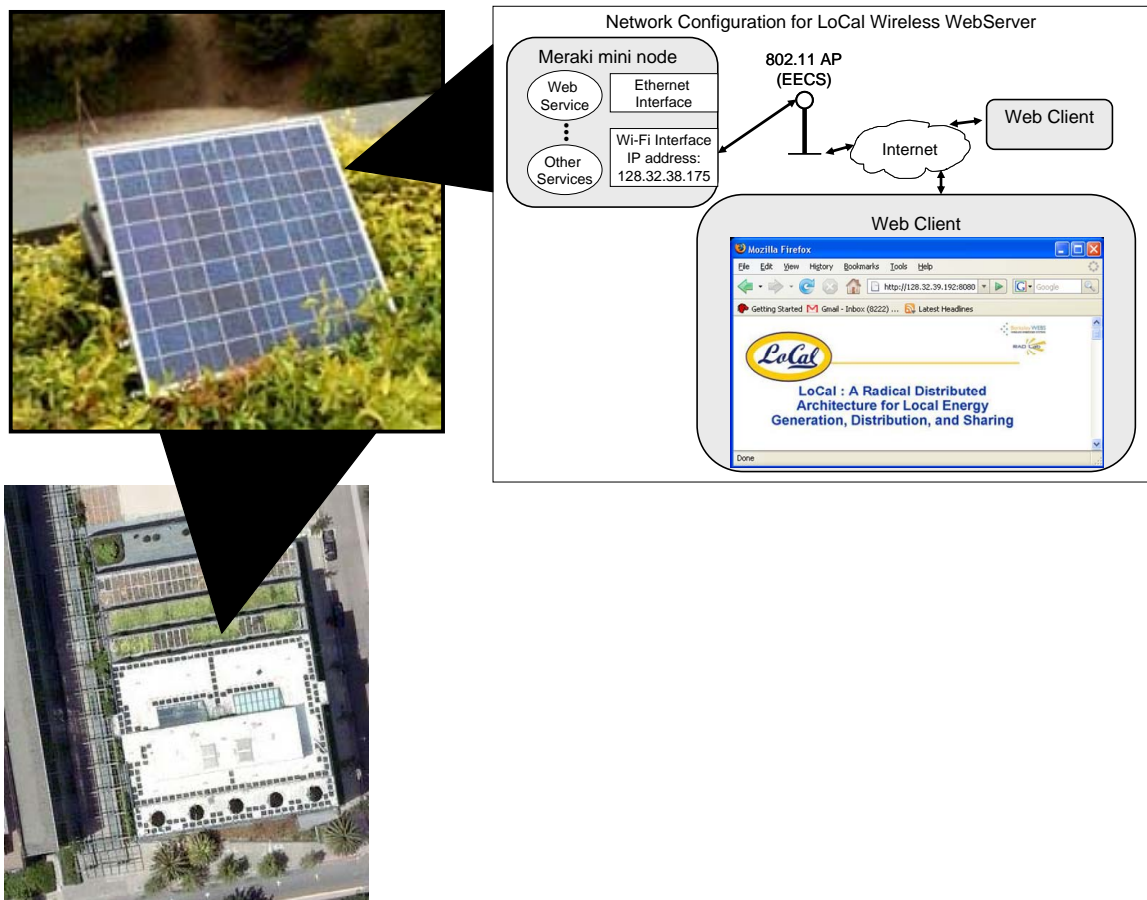 Network Configuration for LoCal Wireless WebServer
Meraki mini node
Web
Service
Other
Services
Ethernet
Interface
Wi-Fi Interface
IP address:
128.32.38.175
802.11 AP
(EECS)
Internet
Web Client
Web Client
Mozilla Firefox
File Edit View History Bookmarks Tools Help
http://128.32.39.192:8080
G Google
Getting Started Gmail - Inbox (8222) ... Latest Headlines
LoCal
LoCal : A Radical Distributed
Architecture for Local Energy
Generation, Distribution, and Sharing
Done